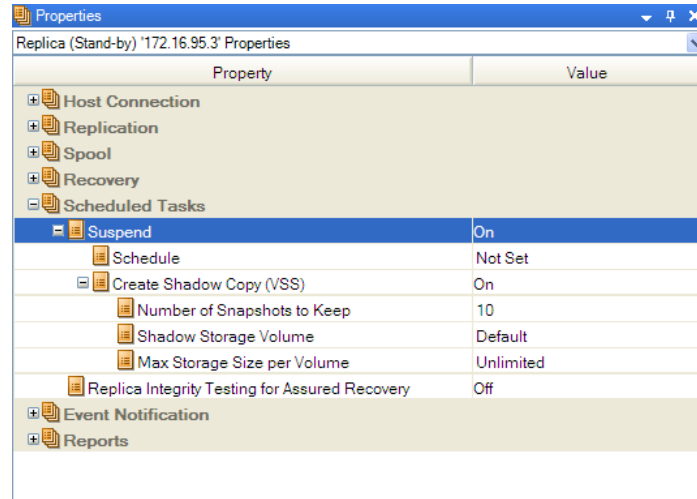 Properties
Replica (Stand-by) '172.16.95.3' Properties
Property Value
Host Connection
Replication
Spool
Recovery
Scheduled Tasks
Suspend On
Schedule Not Set
Create Shadow Copy (VSS) On
Number of Snapshots to Keep 10
Shadow Storage Volume Default
Max Storage Size per Volume Unlimited
Replica Integrity Testing for Assured Recovery Off
Event Notification
Reports